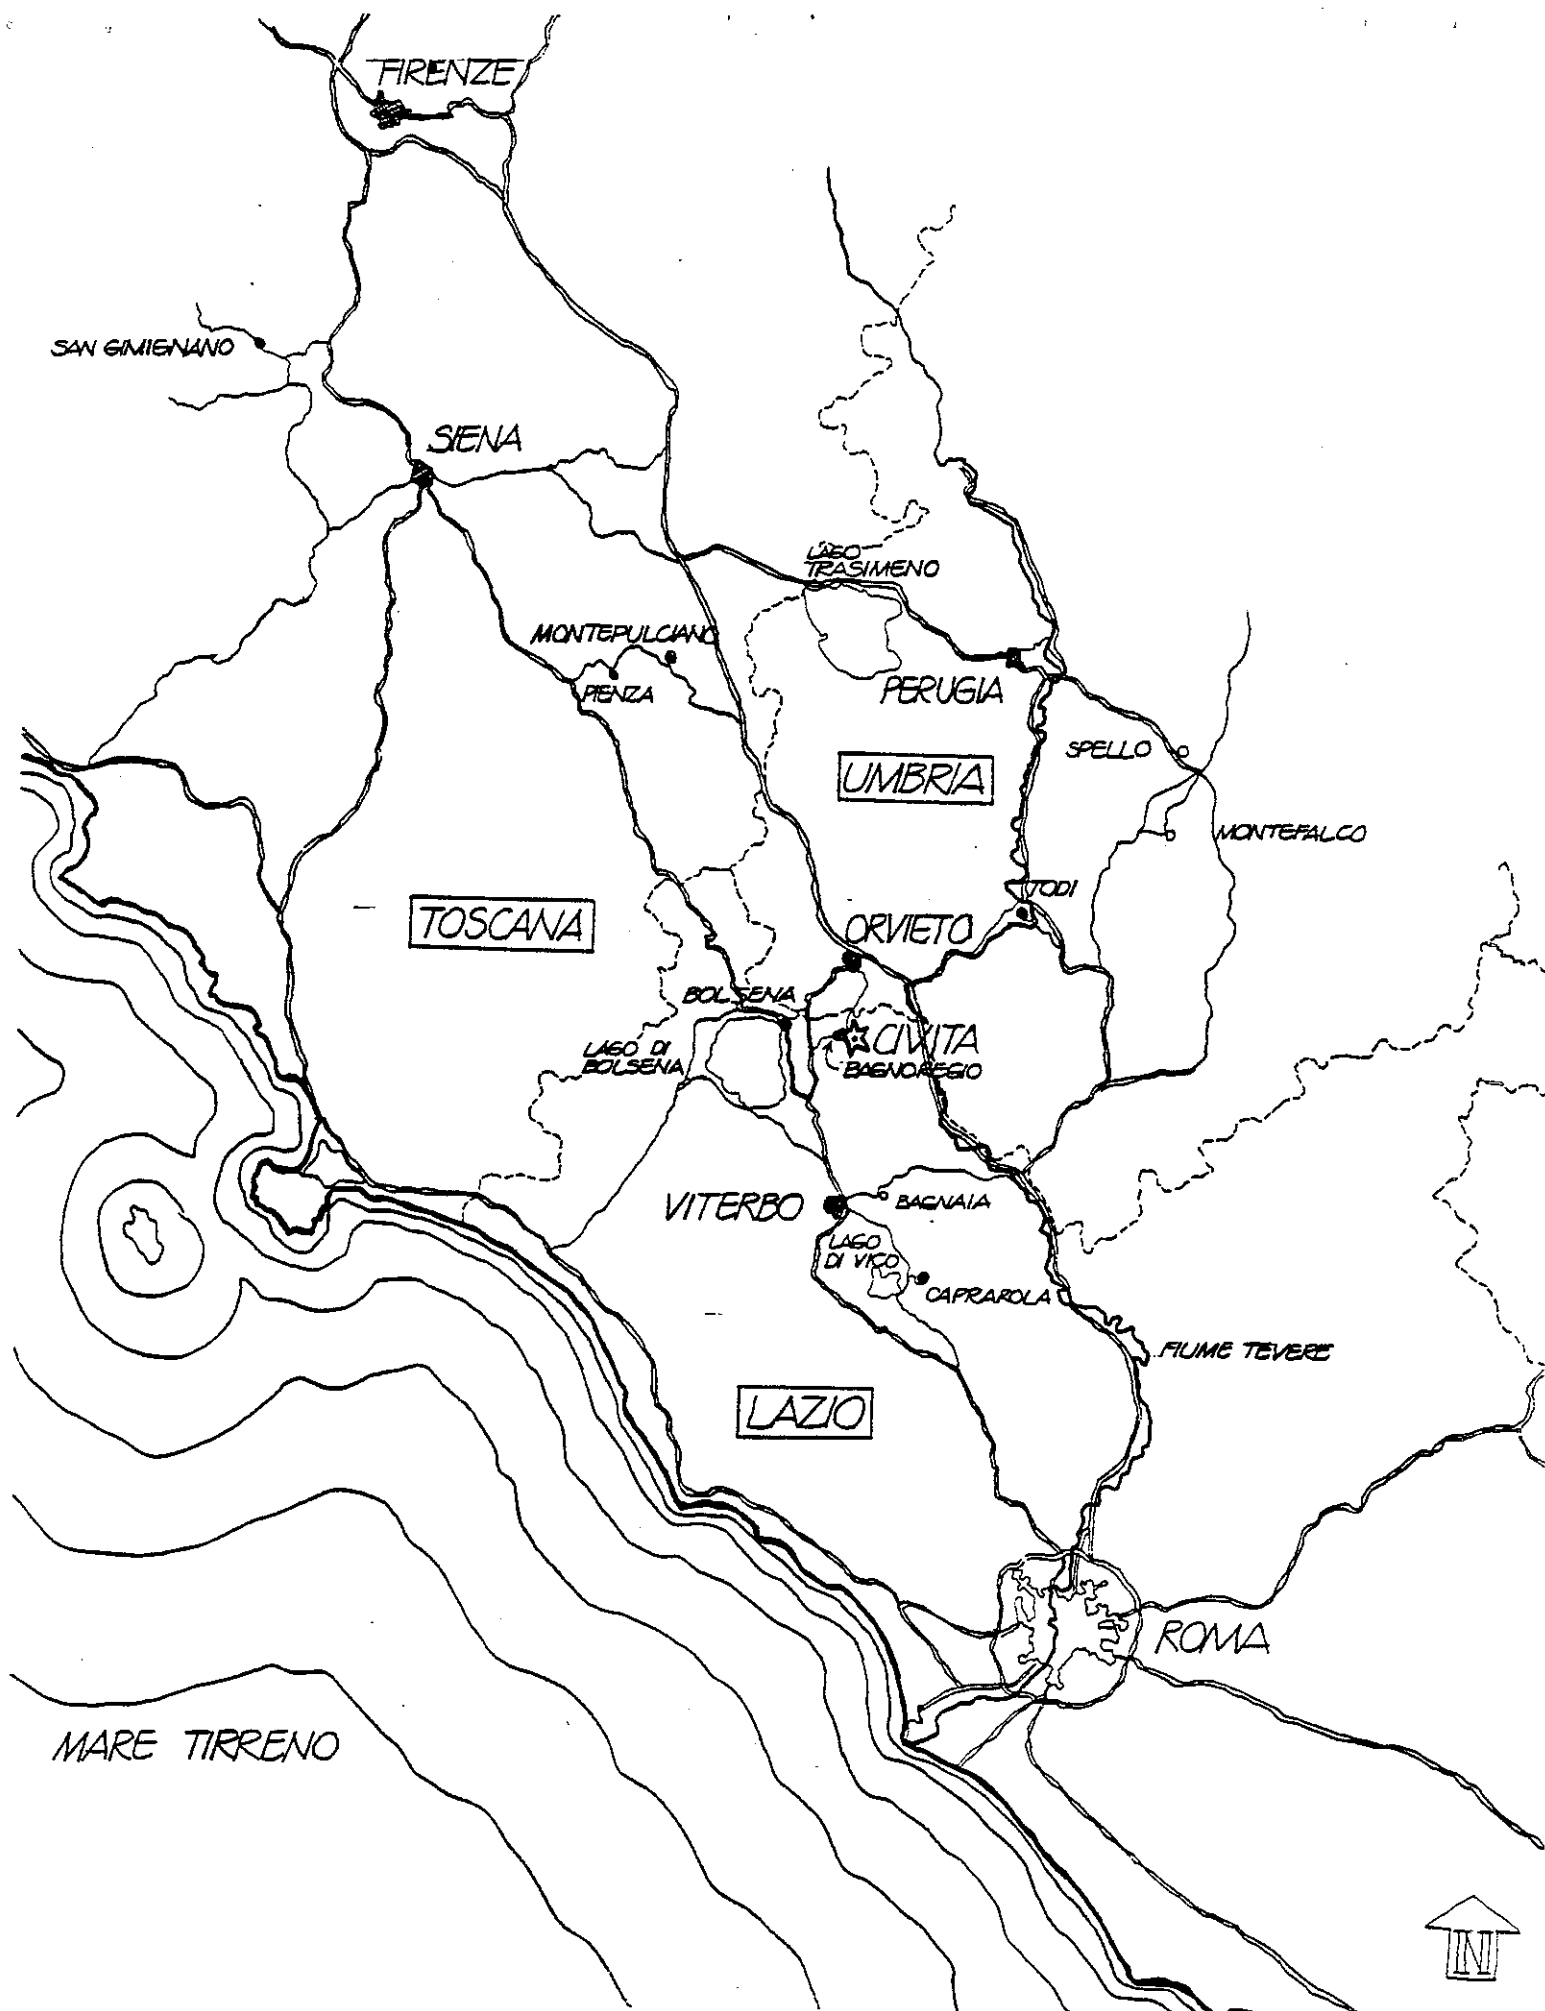 FIRENZE
SAN GIMIGNANO
SIENA
LAGO
TRASIMENO
MONTEPULCIANO
PIENZA
PERUGIA
SPELLO
UMBRIA
MONTEFALCO
TODI
TOSCANA
ORVIETO
BOLSENA
CIVITA
LAGO DI
BOLSENA
BAGNOREGIO
VITERBO
BAGNAIA
LAGO
DI VICO
CAPRAROLA
FIUME TEVERE
LAZIO
ROMA
MARE TIRRENO
N